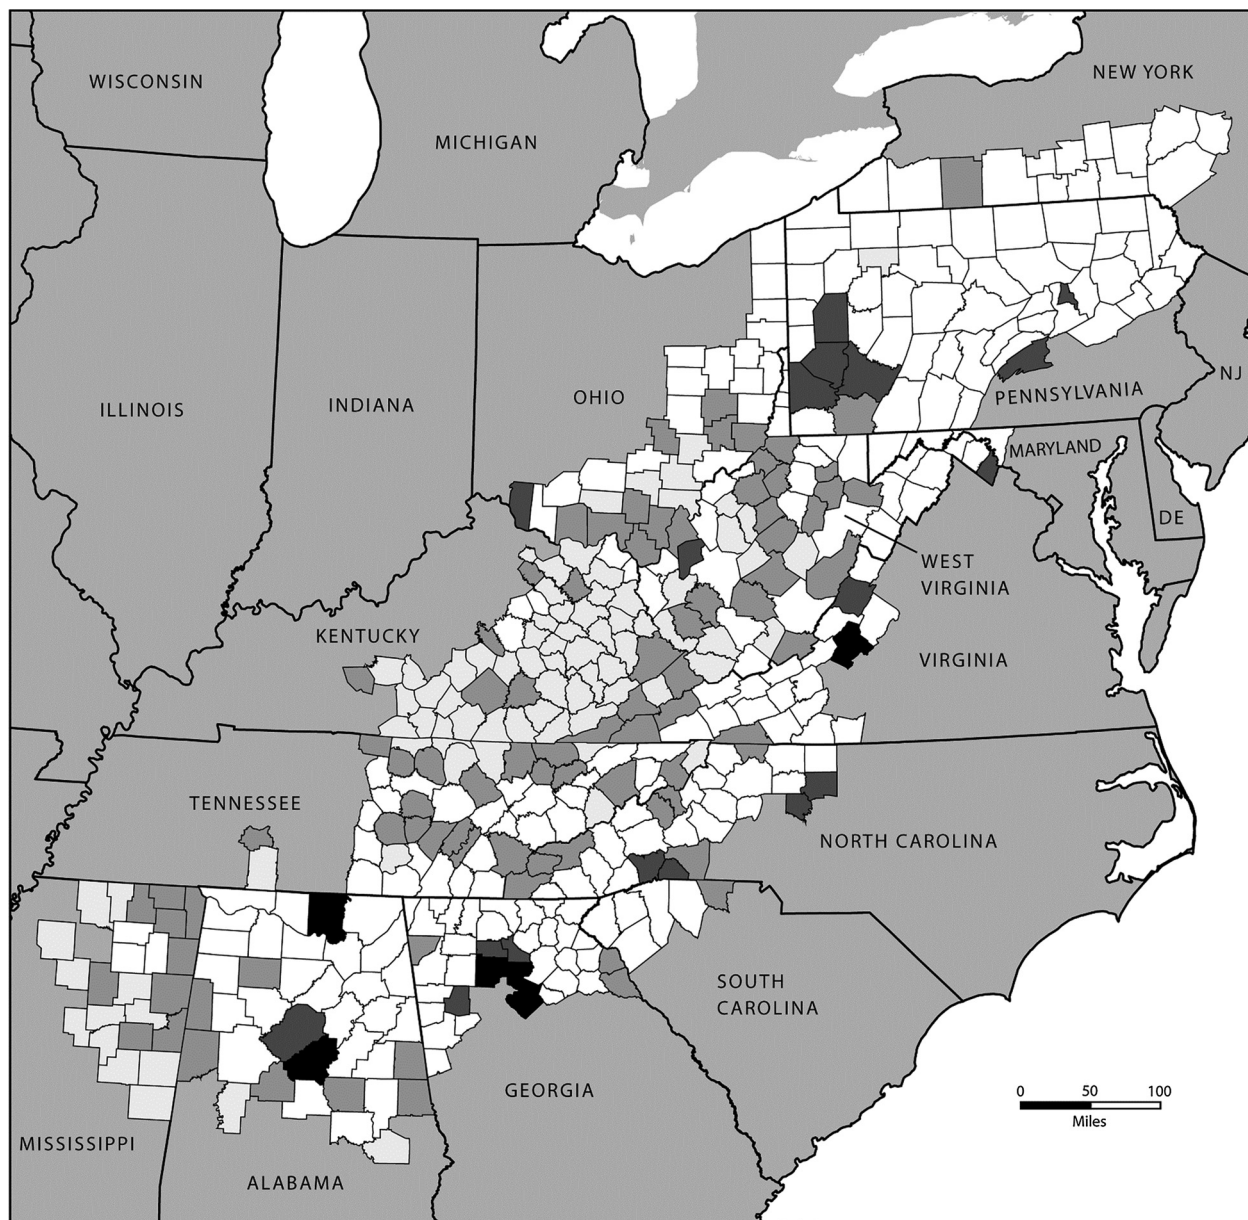 WISCONSIN
MICHIGAN
NEW YORK
ILLINOIS
INDIANA
OHIO
PENNSYLVANIA
NJ
MARYLAND
DE
WEST
VIRGINIA
KENTUCKY
VIRGINIA
TENNESSEE
NORTH CAROLINA
SOUTH
CAROLINA
GEORGIA
MISSISSIPPI
ALABAMA
0 50 100
Miles